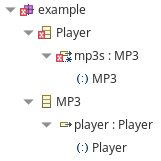 example
Player
mp3s : MP3
(:) MP3
MP3
player : Player
(:) Player